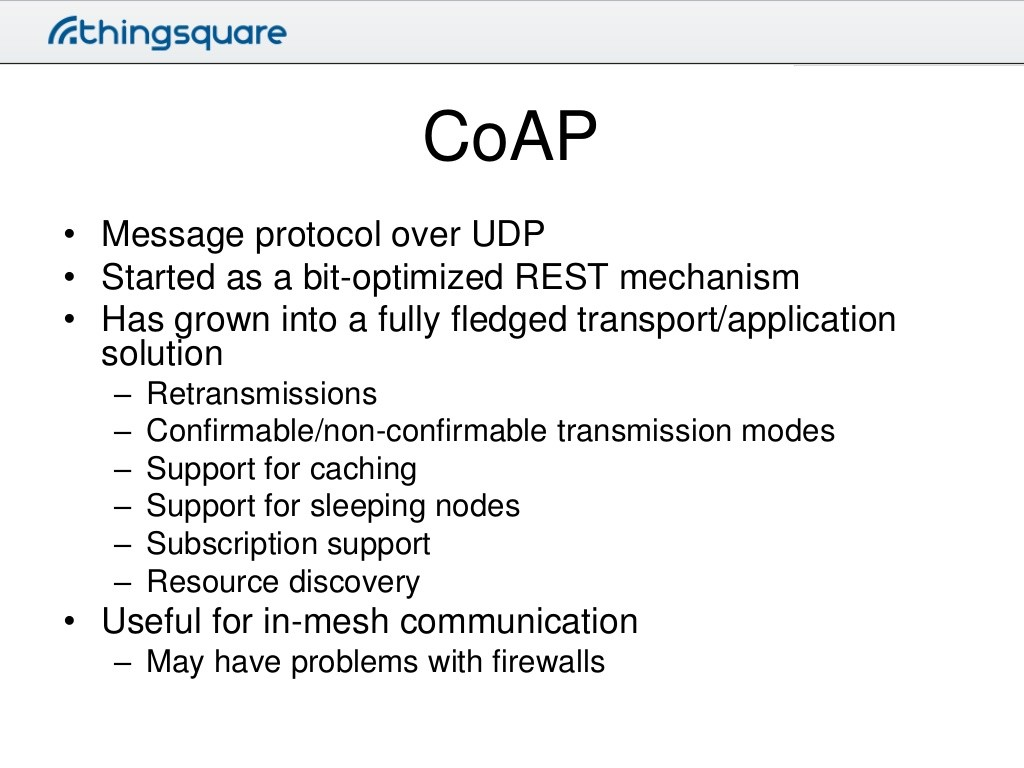 thingsquare
CoAP
• Message protocol over UDP
• Started as a bit-optimized REST mechanism
• Has grown into a fully fledged transport/application
solution
– Retransmissions
– Confirmable/non-confirmable transmission modes
– Support for caching
– Support for sleeping nodes
– Subscription support
– Resource discovery
• Useful for in-mesh communication
– May have problems with firewalls